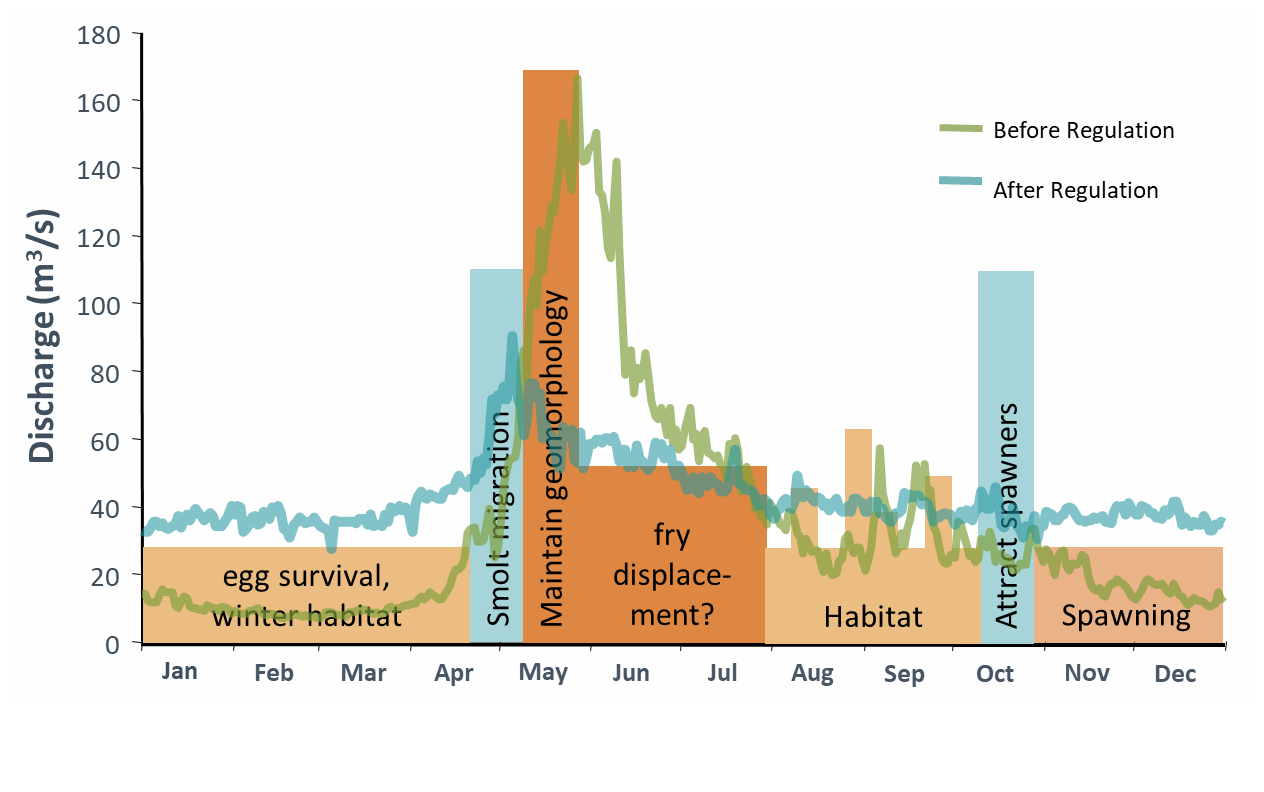 180
160
140
120
100
80
60
40
20
0
Discharge (m³/s)
Before Regulation
After Regulation
egg survival,
winter habitat
Smolt migration
Maintain geomorphology
fry
displace-
ment?
Habitat
Attract spawners
Spawning
Jan Feb Mar Apr May Jun Jul Aug Sep Oct Nov Dec